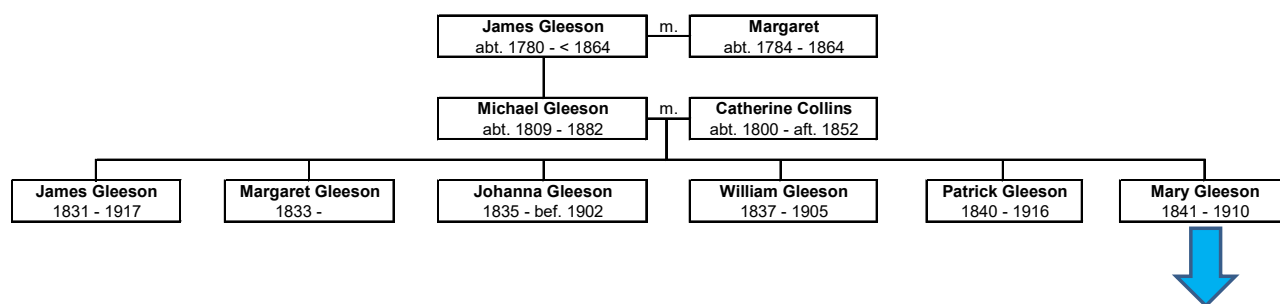 James Gleeson
abt. 1780 - < 1864
m.
Margaret
abt. 1784 - 1864
Michael Gleeson
abt. 1809 - 1882
m.
Catherine Collins
abt. 1800 - aft. 1852
James Gleeson
1831 - 1917
Margaret Gleeson
1833 -
Johanna Gleeson
1835 - bef. 1902
William Gleeson
1837 - 1905
Patrick Gleeson
1840 - 1916
Mary Gleeson
1841 - 1910